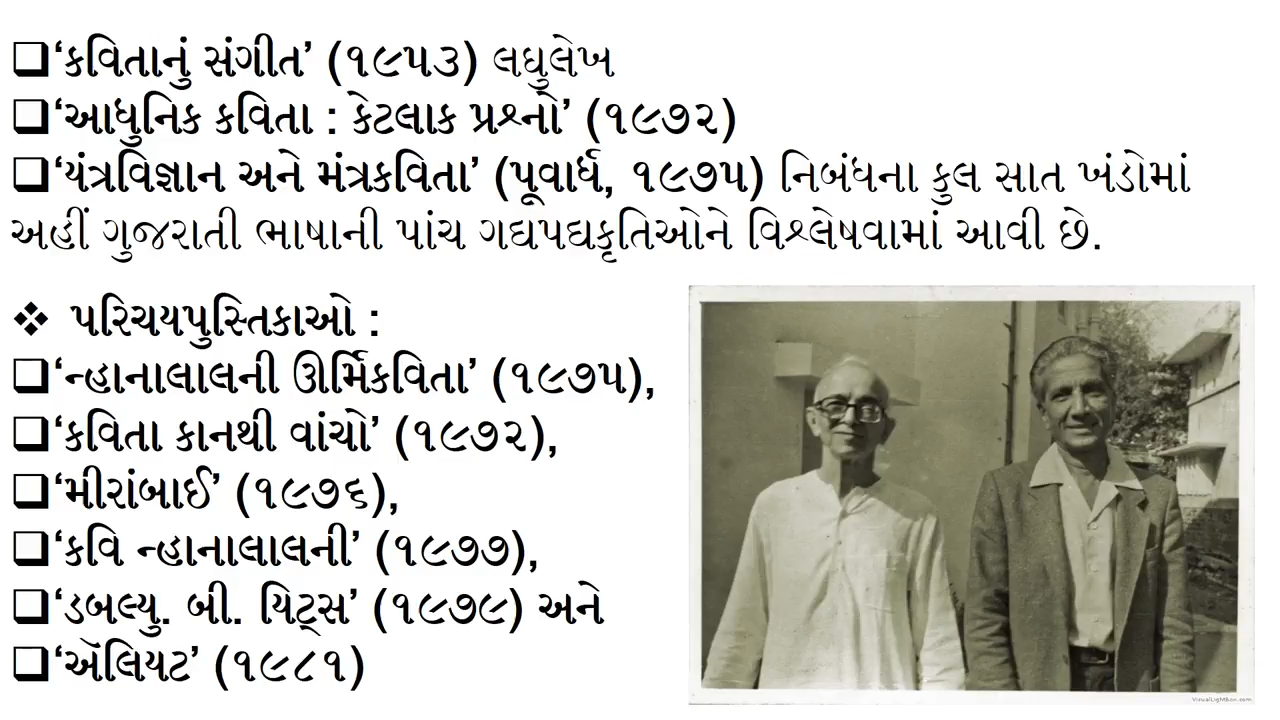 ❑‘કવિતાનું સંગીત’ (૧૯૫૩) લઘુલેખ
❑‘આધુનિક કવિતા : કેટલાક પ્રશ્નો’ (૧૯૭૨)
❑‘યંત્રવિજ્ઞાન અને મંત્રકવિતા’ (પૂવાર્ધ, ૧૯૭૫) નિબંધના કુલ સાત ખંડોમાં
અહીં ગુજરાતી ભાષાની પાંચ ગદ્યપદ્યકૃતિઓને વિશ્લેષવામાં આવી છે.
❖ પરિચયપુસ્તિકાઓ :
❑‘ન્હાનાલાલની ઊર્મિકવિતા’ (૧૯૭૫),
❑‘કવિતા કાનથી વાંચો’ (૧૯૭૨),
❑‘મીરાંબાઈ’ (૧૯૭૬),
❑‘કવિ ન્હાનાલાલની’ (૧૯૭૭),
❑‘ડબલ્યુ. બી. યિટ્સ’ (૧૯૭૯) અને
❑‘ઍલિયટ’ (૧૯૮૧)
VisualLightBox.com